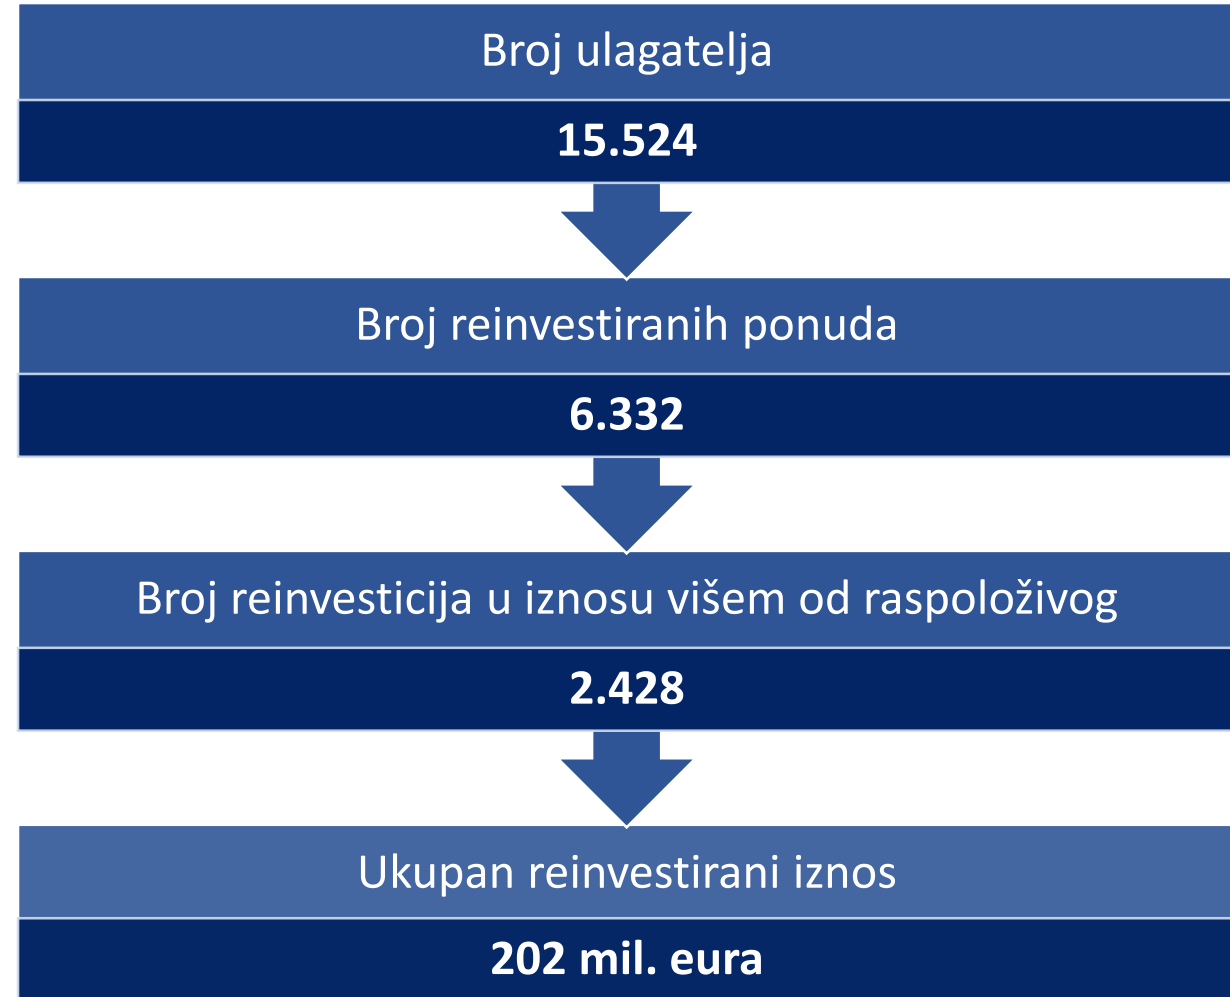 Broj ulagatelja
15.524
Broj reinvestiranih ponuda
6.332
Broj reinvesticija u iznosu višem od raspoloživog
2.428
Ukupan reinvestirani iznos
202 mil. eura